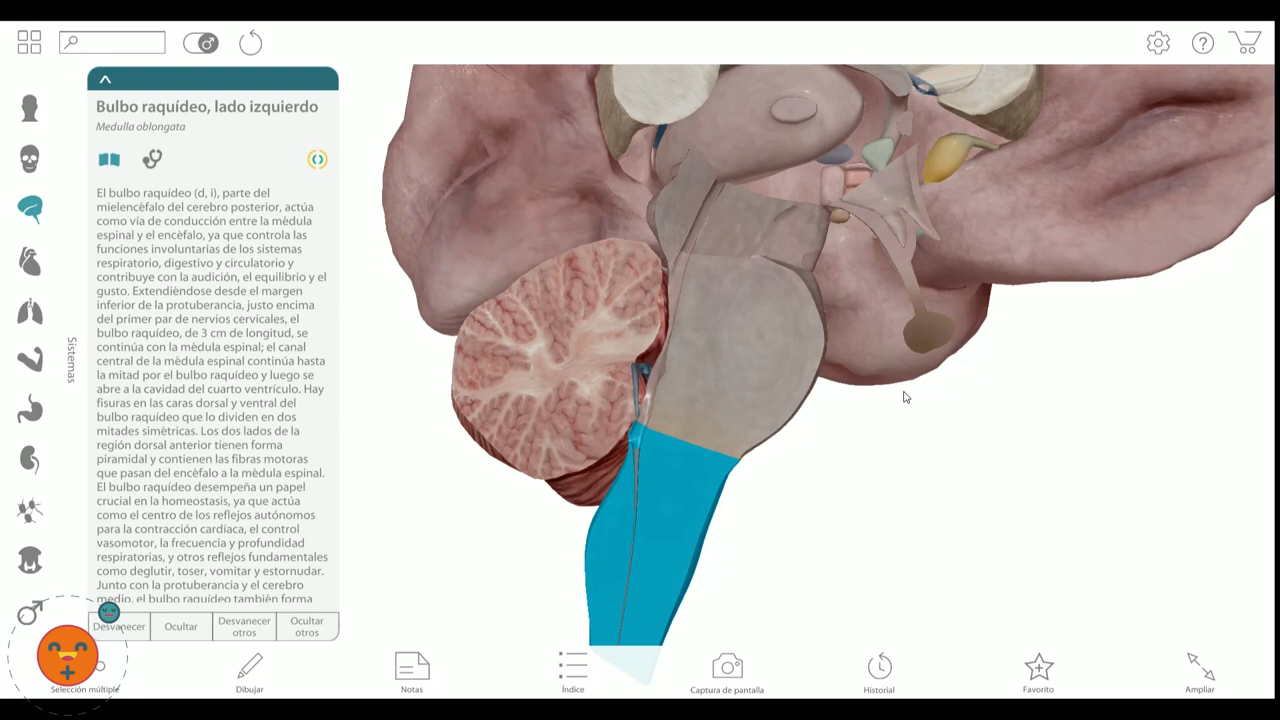 Bulbo raquídeo, lado izquierdo
Medulla oblongata
El bulbo raquídeo (d, i), parte del
mielencéfalo del cerebro posterior, actúa
como vía de conducción entre la médula
espinal y el encéfalo, ya que controla las
funciones involuntarias de los sistemas
respiratorio, digestivo y circulatorio y
contribuye con la audición, el equilibrio y el
gusto. Extendiéndose desde el margen
inferior de la protuberancia, justo encima
del primer par de nervios cervicales, el
bulbo raquídeo, de 3 cm de longitud, se
continúa con la médula espinal; el canal
central de la médula espinal continúa hasta
la mitad por el bulbo raquídeo y luego se
abre a la cavidad del cuarto ventrículo. Hay
fisuras en las caras dorsal y ventral del
bulbo raquídeo que lo dividen en dos
mitades simétricas. Los dos lados de la
región dorsal anterior tienen forma
piramidal y contienen las fibras motoras
que pasan del encéfalo a la médula espinal.
El bulbo raquídeo desempeña un papel
crucial en la homeostasis, ya que actúa
como el centro de los reflejos autónomos
para la contracción cardíaca, el control
vasomotor, la frecuencia y profundidad
respiratorias, y otros reflejos fundamentales
como deglutir, toser, vomitar y estornudar.
Junto con la protuberancia y el cerebro
medio, el bulbo raquídeo también forma
Sistemas
Desvanecer
Ocultar
Desvanecer otros
Ocultar otros
Selección múltiple
Dibujar
Notas
Índice
Captura de pantalla
Historial
Favorito
Ampliar